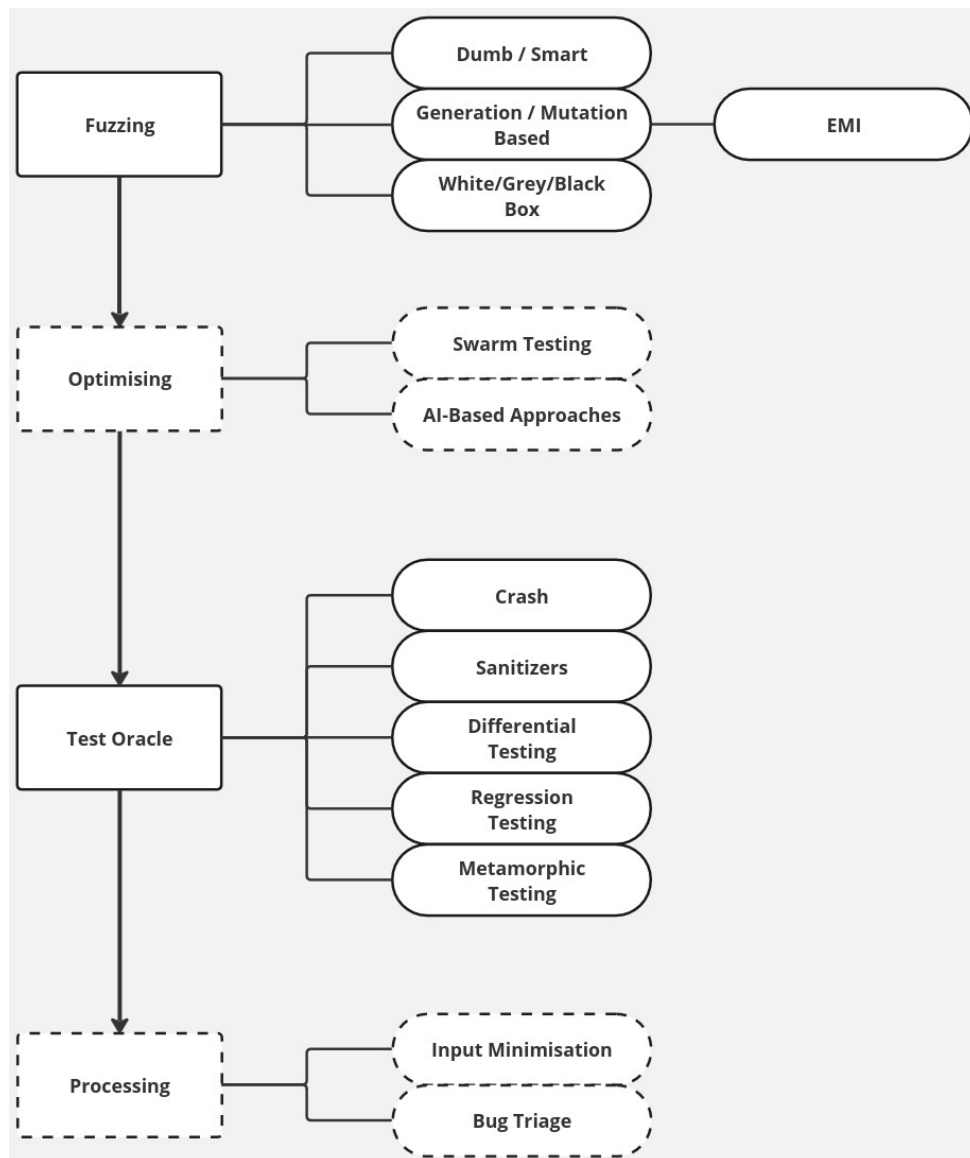 Dumb / Smart
Fuzzing
Generation / Mutation
Based
EMI
White/Grey/Black
Box
Optimising
Swarm Testing
AI-Based Approaches
Crash
Sanitizers
Test Oracle
Differential
Testing
Regression
Testing
Metamorphic
Testing
Processing
Input Minimisation
Bug Triage